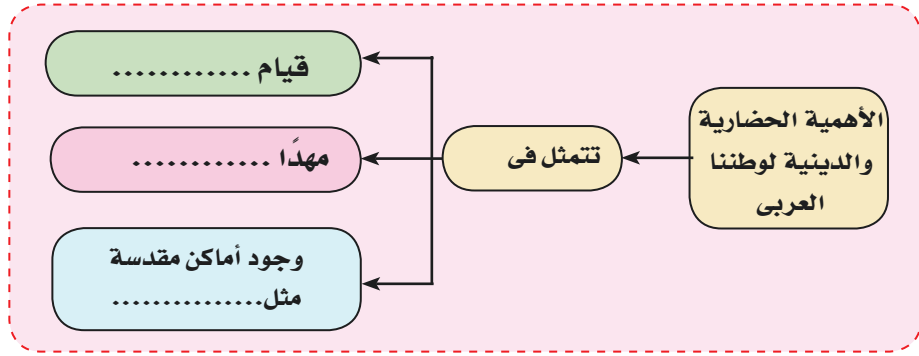 الأهمية الحضارية
والدينية لوطننا
العربى
تتمثل فى
قيام ............
مهدًا ............
وجود أماكن مقدسة
مثل...............